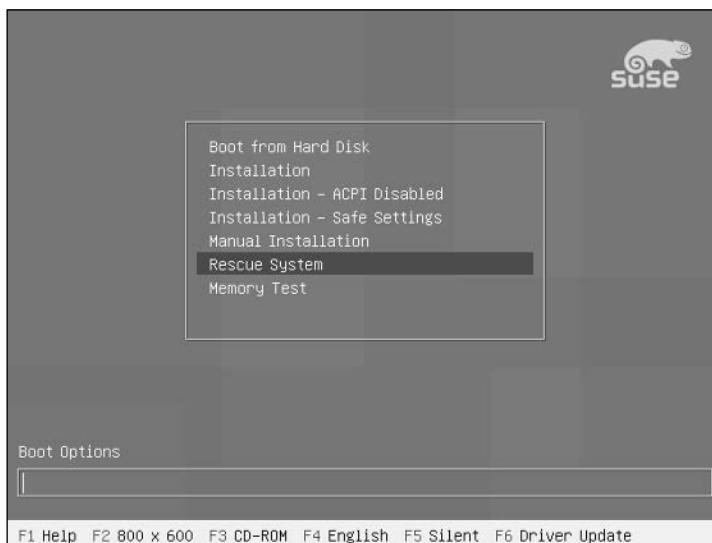 suse
Boot from Hard Disk
Installation
Installation - ACPI Disabled
Installation - Safe Settings
Manual Installation
Rescue System
Memory Test
Boot Options
F1 Help F2 800 x 600 F3 CD-ROM F4 English F5 Silent F6 Driver Update